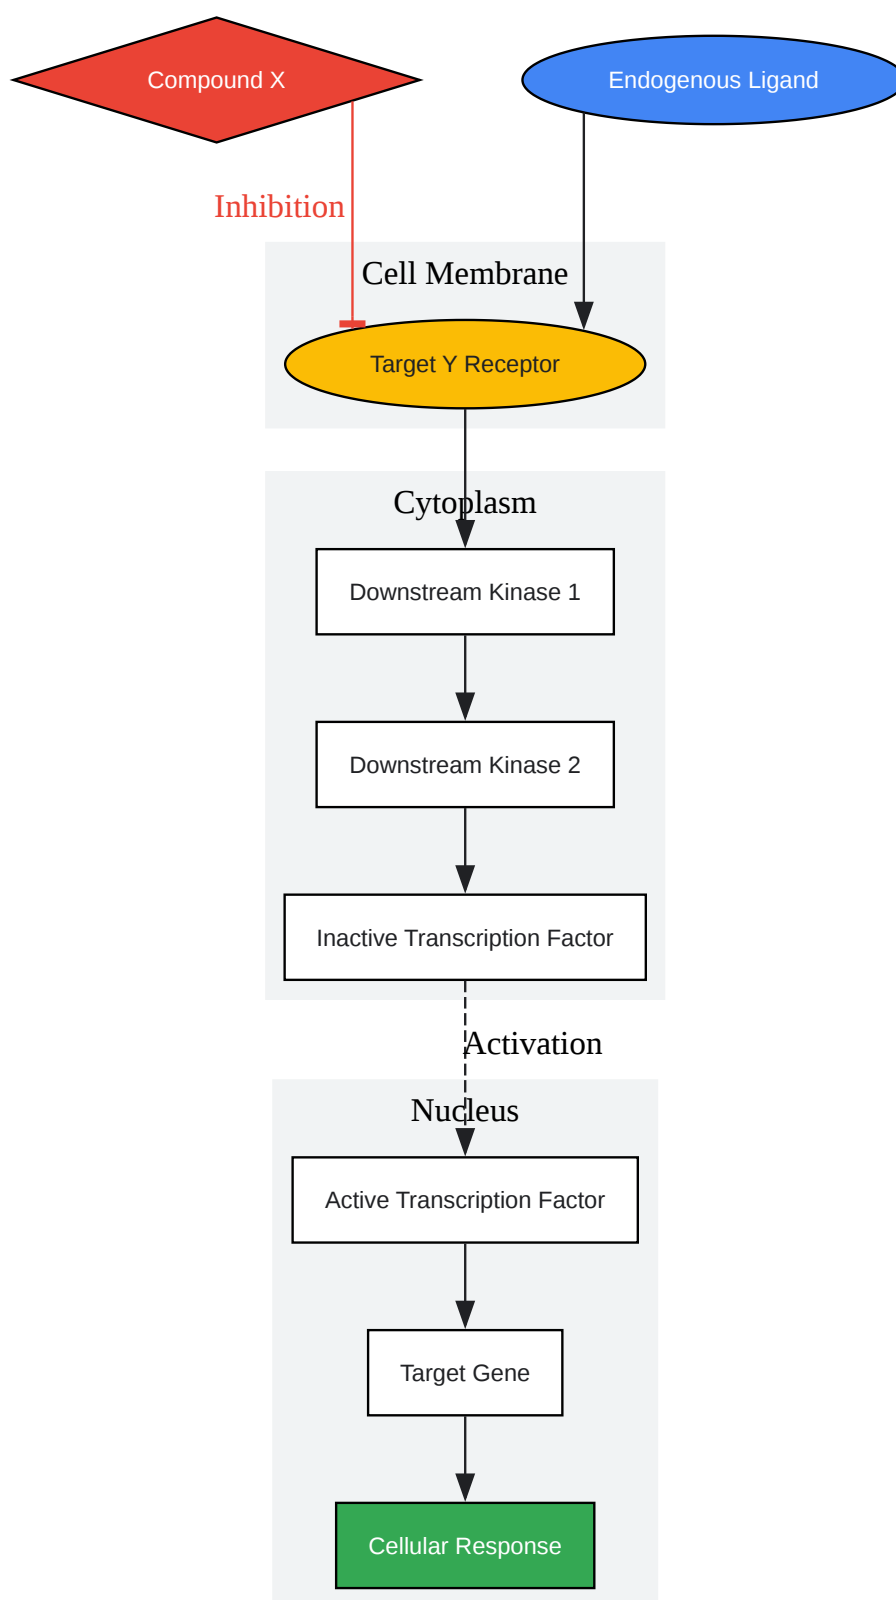 Compound X
Endogenous Ligand
Inhibition
Cell Membrane
Target Y Receptor
Cytoplasm
Downstream Kinase 1
Downstream Kinase 2
Inactive Transcription Factor
Activation
Nucleus
Active Transcription Factor
Target Gene
Cellular Response